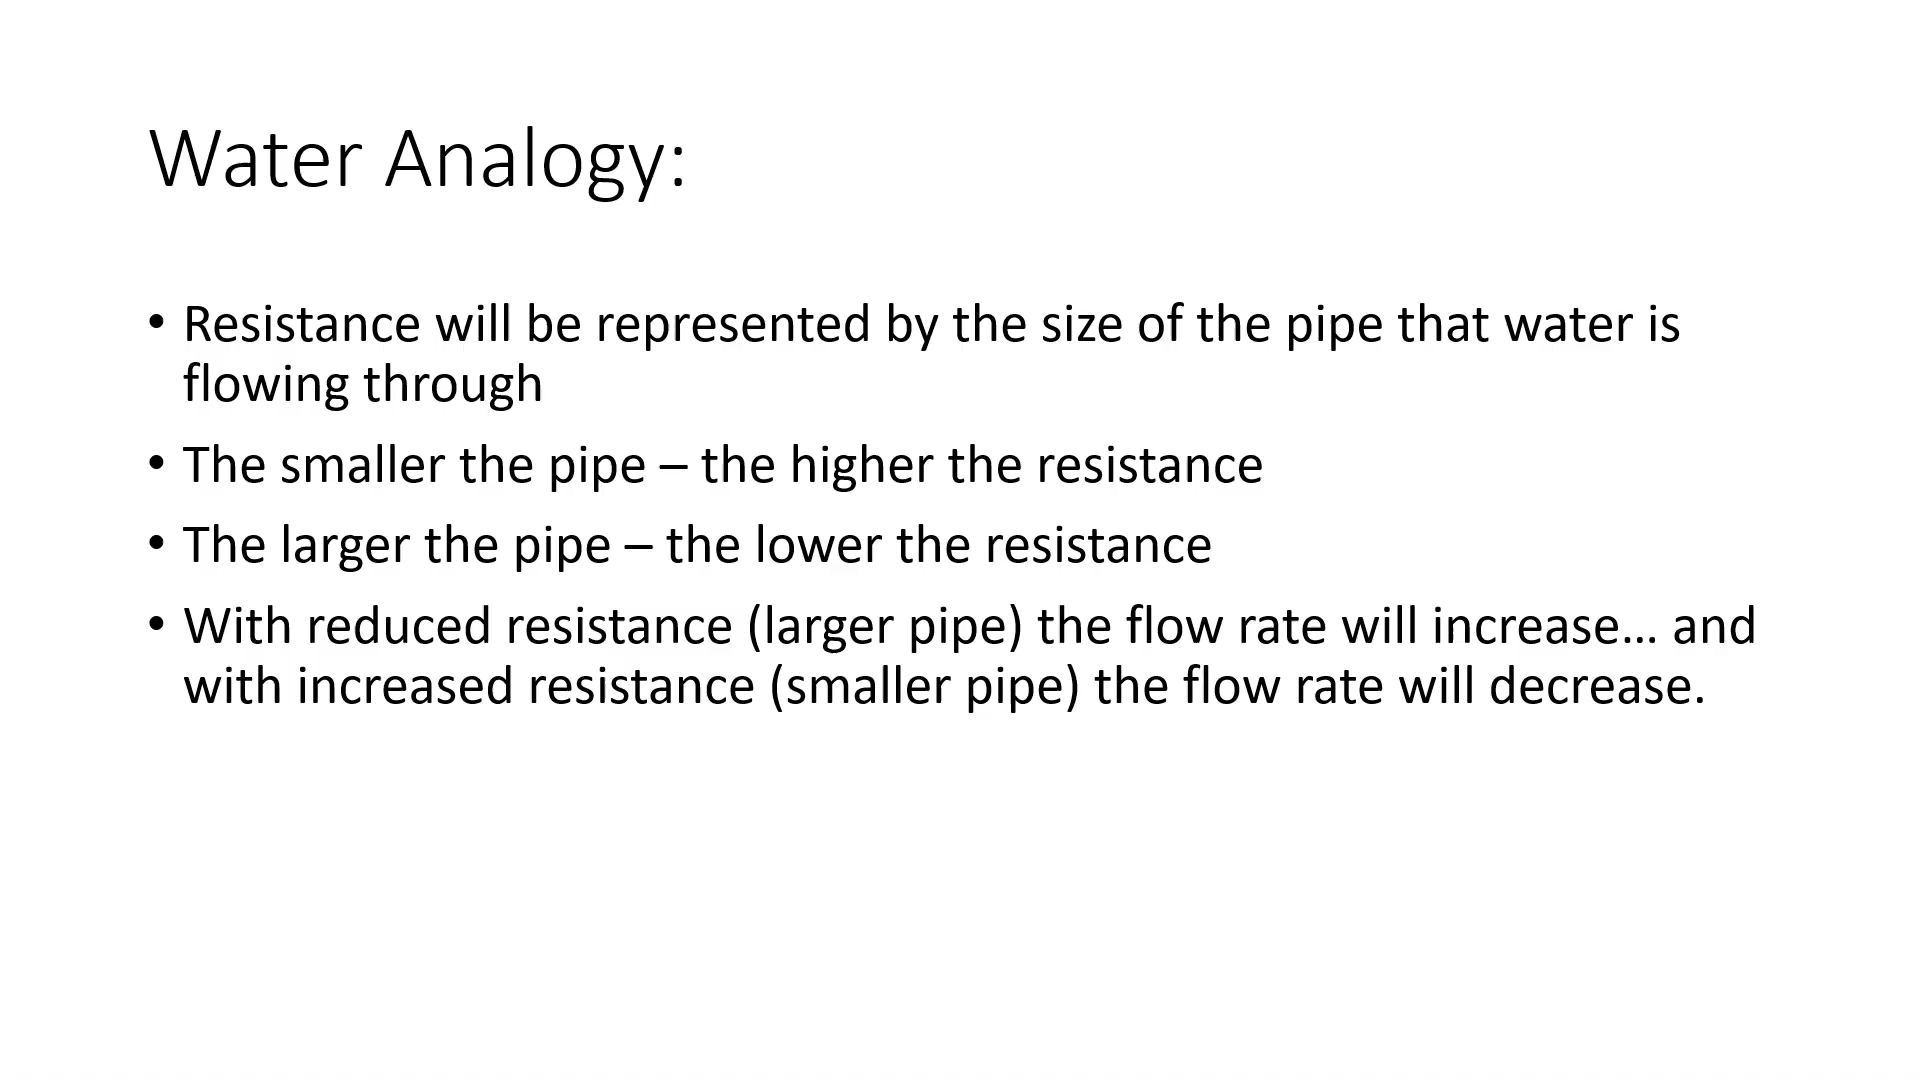 Water Analogy:
• Resistance will be represented by the size of the pipe that water is
flowing through
• The smaller the pipe – the higher the resistance
• The larger the pipe – the lower the resistance
• With reduced resistance (larger pipe) the flow rate will increase… and
with increased resistance (smaller pipe) the flow rate will decrease.